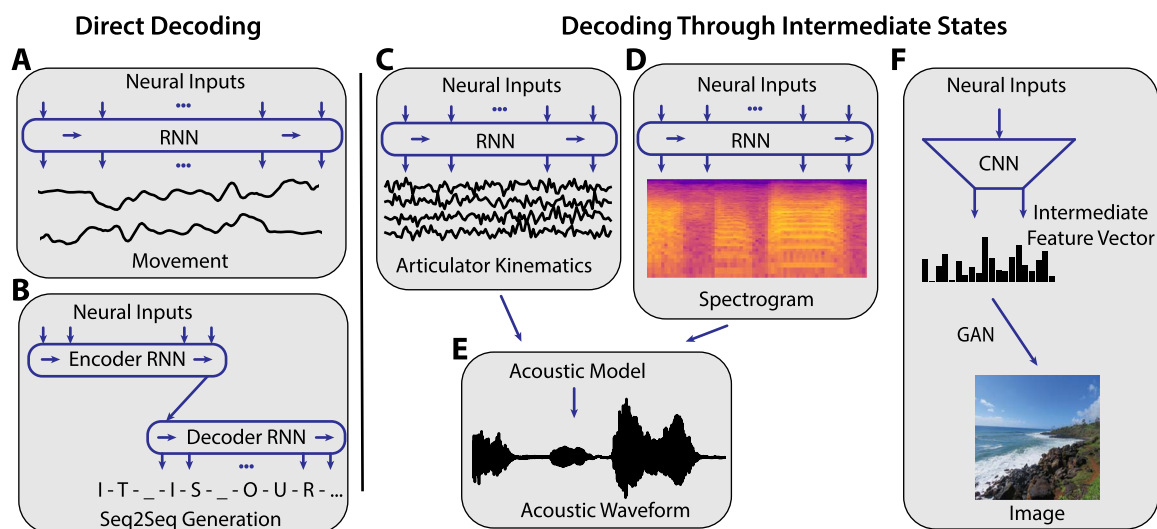 Direct Decoding
Decoding Through Intermediate States
A
Neural Inputs
...
RNN
...
Movement
B
Neural Inputs
Encoder RNN
Decoder RNN
...
I - T - _ - I - S - _ - O - U - R - ...
Seq2Seq Generation
C
Neural Inputs
...
RNN
Articulator Kinematics
D
Neural Inputs
...
RNN
Spectrogram
E
Acoustic Model
Acoustic Waveform
F
Neural Inputs
CNN
Intermediate
Feature Vector
GAN
Image